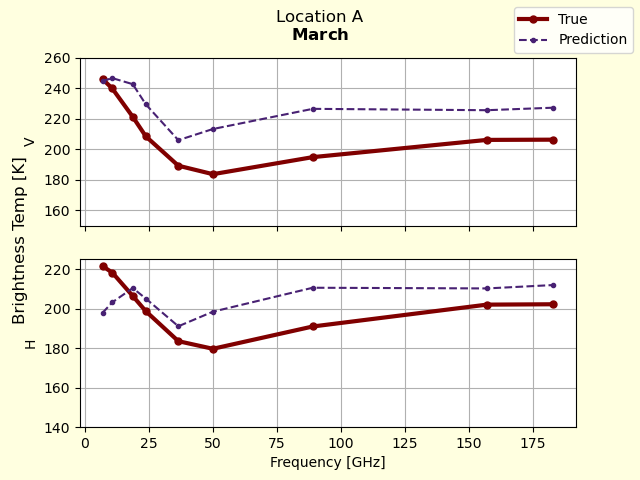 Location A
March
True
Prediction
Brightness Temp [K]
V
260
240
220
200
180
160
H
220
200
180
160
140
0 25 50 75 100 125 150 175
Frequency [GHz]